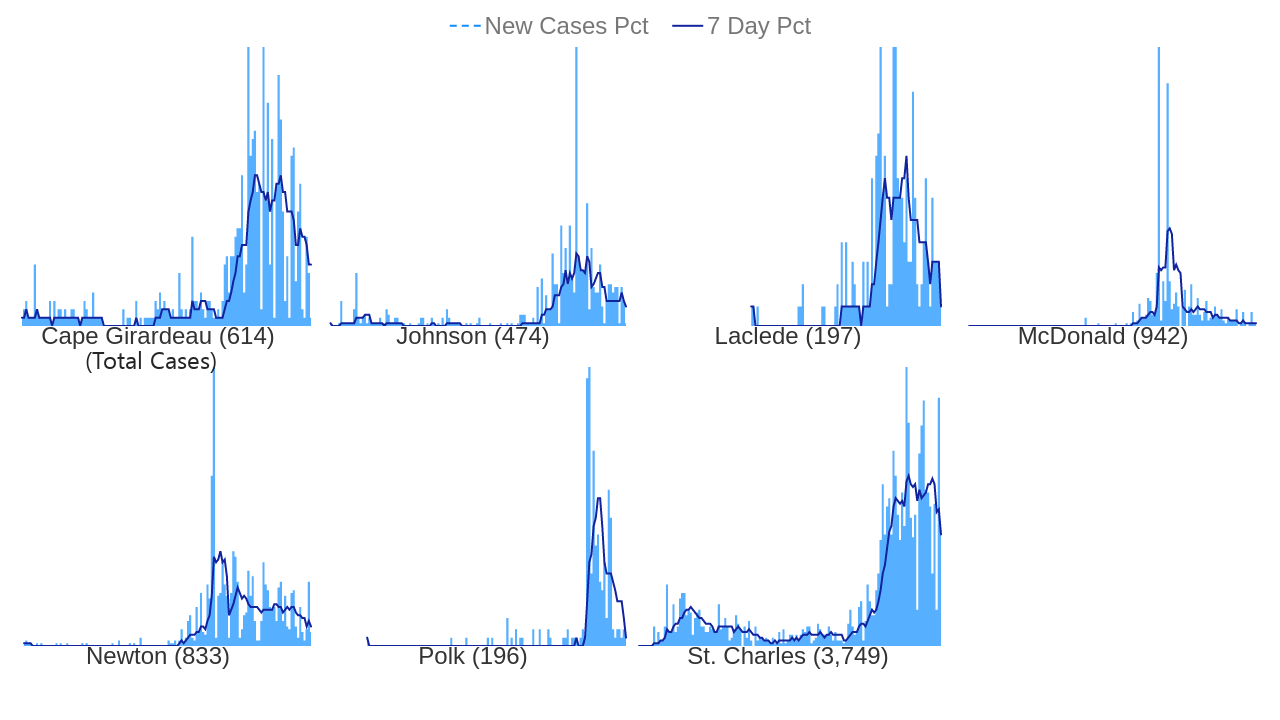 New Cases Pct 7 Day Pct
Cape Girardeau (614)
(Total Cases)
Johnson (474)
Laclede (197)
McDonald (942)
Newton (833)
Polk (196)
St. Charles (3,749)